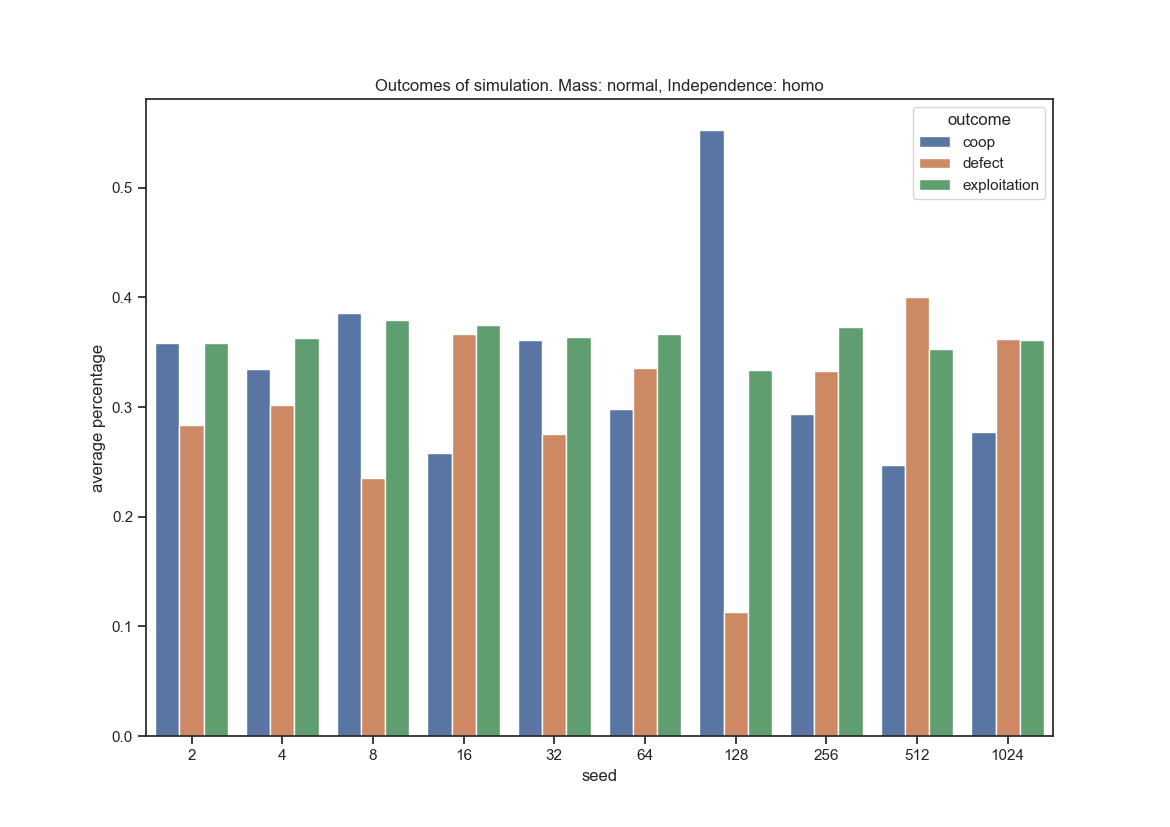 Outcomes of simulation. Mass: normal, Independence: homo
outcome
coop
defect
exploitation
average percentage
0.5
0.4
0.3
0.2
0.1
0.0
2 4 8 16 32 64 128 256 512 1024
seed